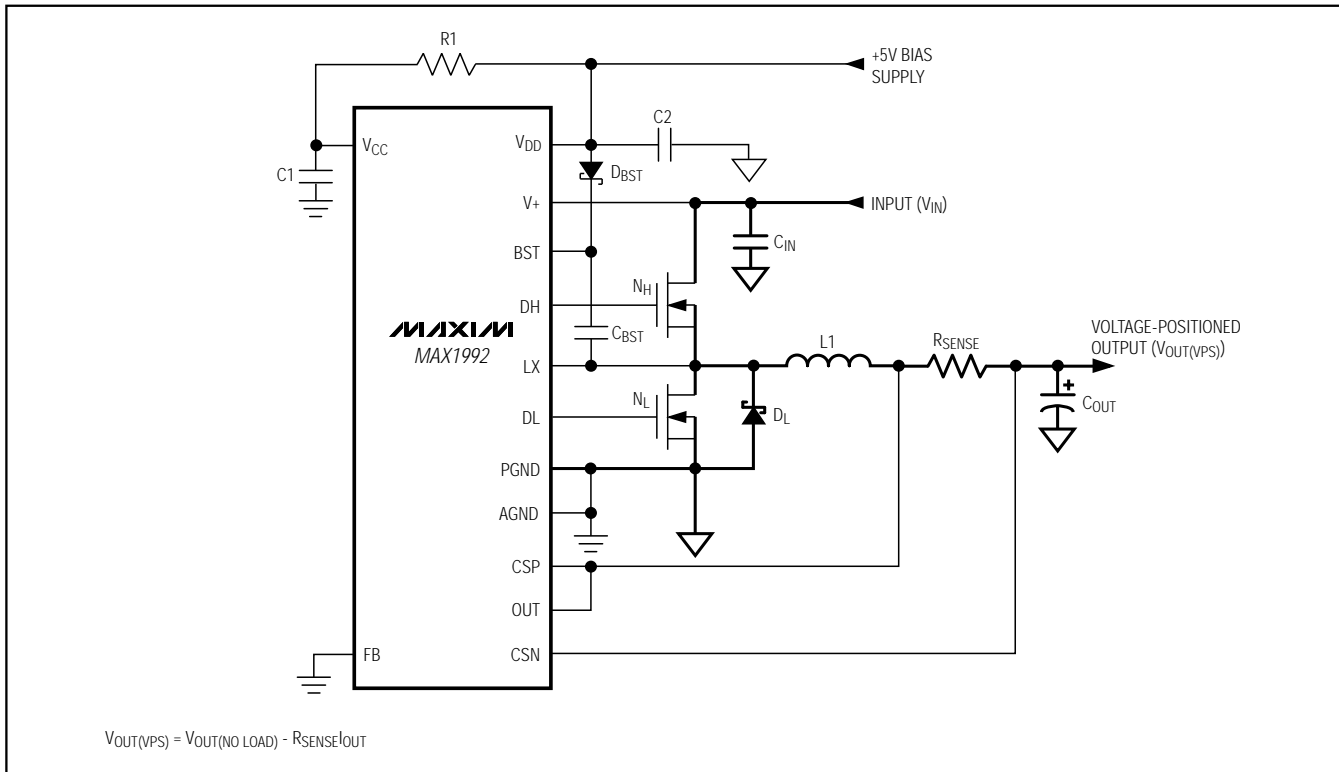 R1
+5V BIAS
SUPPLY
C2
VCC
VDD
C1
DBST
V+
INPUT (VIN)
CIN
BST
NH
DH
MAXIM
MAX1992
CBST
VOLTAGE-POSITIONED
OUTPUT (VOUT(VPS))
L1
RSENSE
LX
NL
DL
DL
+
COUT
PGND
AGND
CSP
OUT
FB
CSN
VOUT(VPS) = VOUT(NO LOAD) - RSENSEIOUT